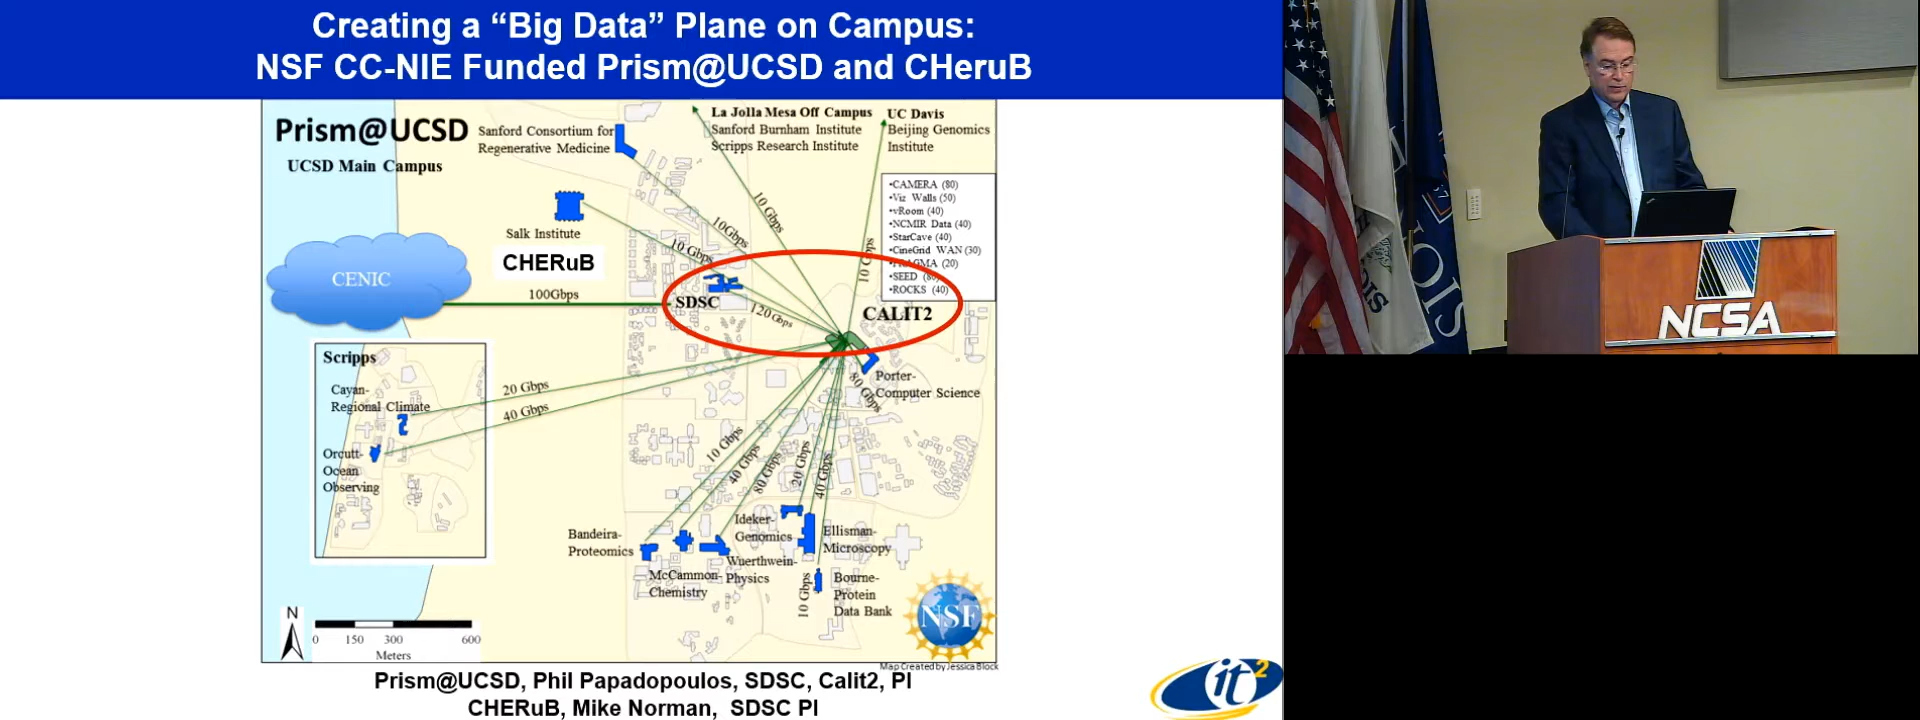 Creating a “Big Data” Plane on Campus:
NSF CC-NIE Funded Prism@UCSD and CHeruB
Prism@UCSD
UCSD Main Campus
Sanford Consortium for
Regenerative Medicine
La Jolla Mesa Off Campus
Sanford Burnham Institute
Scripps Research Institute
UC Davis
Beijing Genomics
Institute
•CAMERA (80)
•Viz Walls (50)
•vRoom (40)
•NCMIR Data (40)
•StarCave (40)
•CineGrid WAN (30)
(20)
•SEED
•ROCKS (40)
Salk Institute
CHERuB
CENIC
100Gbps
10 Gbps
10Gbps
10 Gbps
10 Gbps
SDSC
120Gbps
CALIT2
Porter-
Computer Science
80 Gbps
Scripps
Cayan-
Regional Climate
Orcutt-
Ocean
Observing
20 Gbps
40 Gbps
10 Gbps
40 Gbps
80 Gbps
20 Gbps
40 Gbps
Bandeira-
Proteomics
McCammon-
Chemistry
Wuerthwein-
Physics
Ideker-
Genomics
Ellisman-
Microscopy
10 Gbps
Bourne-
Protein
Data Bank
NSF
N
0 150 300 600
Meters
Map Created by Jessica Block
Prism@UCSD, Phil Papadopoulos, SDSC, Calit2, PI
CHERuB, Mike Norman, SDSC PI
it2
NCSA